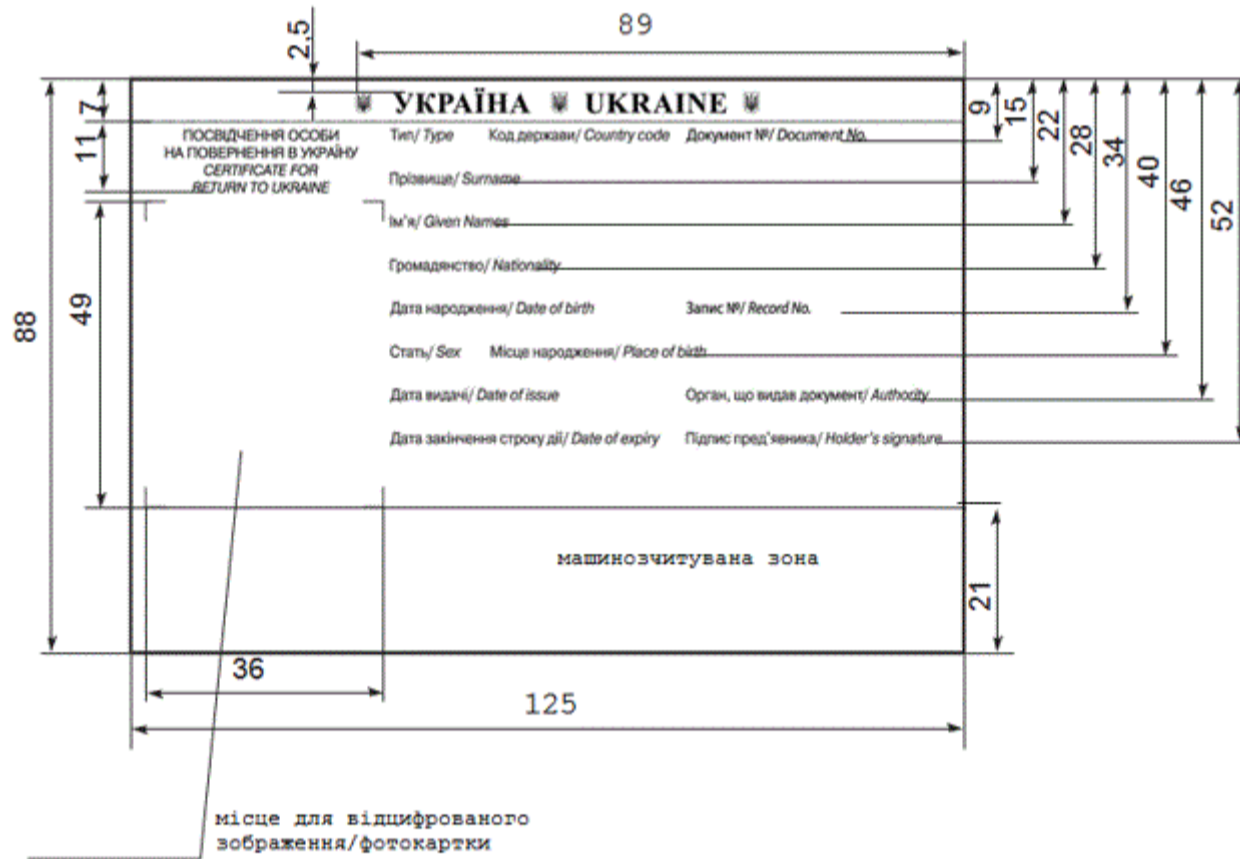 89
2,5
УКРАЇНА UKRAINE
7
9
15
22
28
34
40
46
52
ПОСВІДЧЕННЯ ОСОБИ
НА ПОВЕРНЕННЯ В УКРАЇНУ
CERTIFICATE FOR
RETURN TO UKRAINE
11
Тип/ Type Код держави/ Country code Документ №/ Document No.
Прізвище/ Surname
Ім'я/ Given Names
Громадянство/ Nationality
Дата народження/ Date of birth Запис №/ Record No.
Стать/ Sex Місце народження/ Place of birth
Дата видачі/ Date of issue Орган, що видав документ/ Authority
Дата закінчення строку дії/ Date of expiry Підпис пред'явника/ Holder's signature
49
88
машинозчитувана зона
21
36
125
місце для відцифрованого
зображення/фотокартки